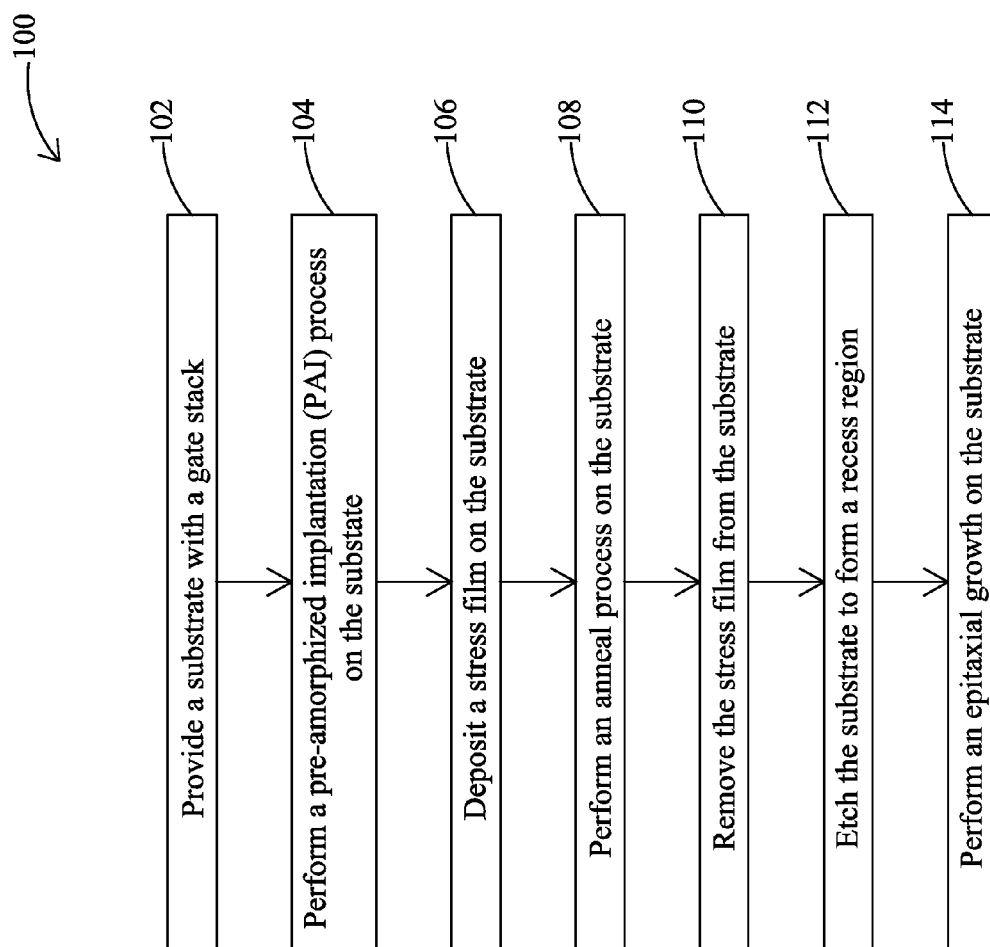 100
Provide a substrate with a gate stack
102
Perform a pre-amorphized implantation (PAI) process
on the substate
104
Deposit a stress film on the substrate
106
Perform an anneal process on the substrate
108
Remove the stress film from the substrate
110
Etch the substrate to form a recess region
112
Perform an epitaxial growth on the substrate
114